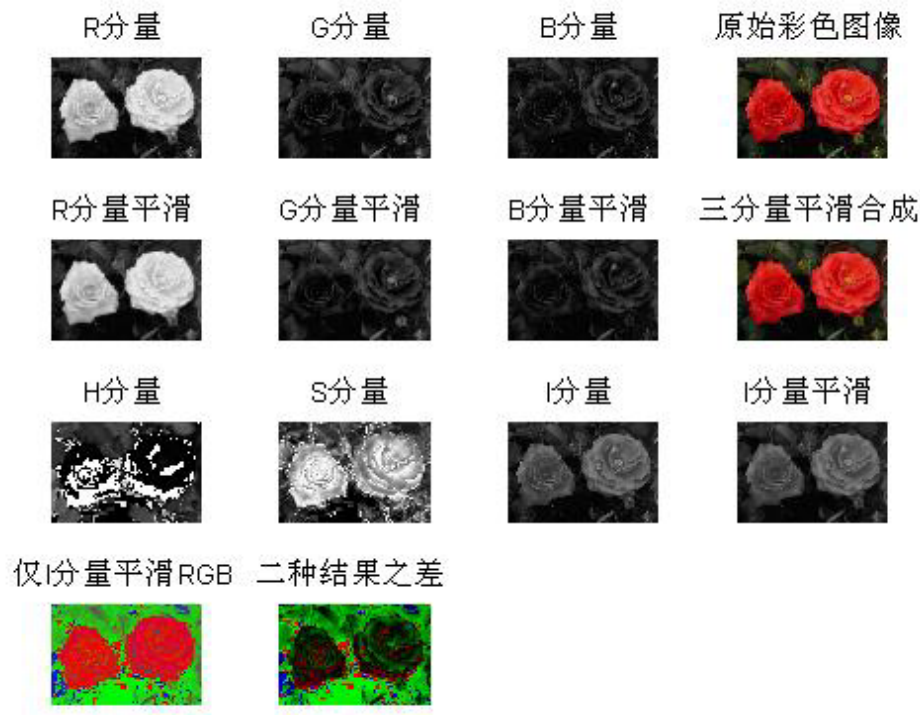 R分量 G分量 B分量 原始彩色图像
R分量平滑 G分量平滑 B分量平滑 三分量平滑合成
H分量 S分量 I分量 I分量平滑
仅I分量平滑RGB 二种结果之差